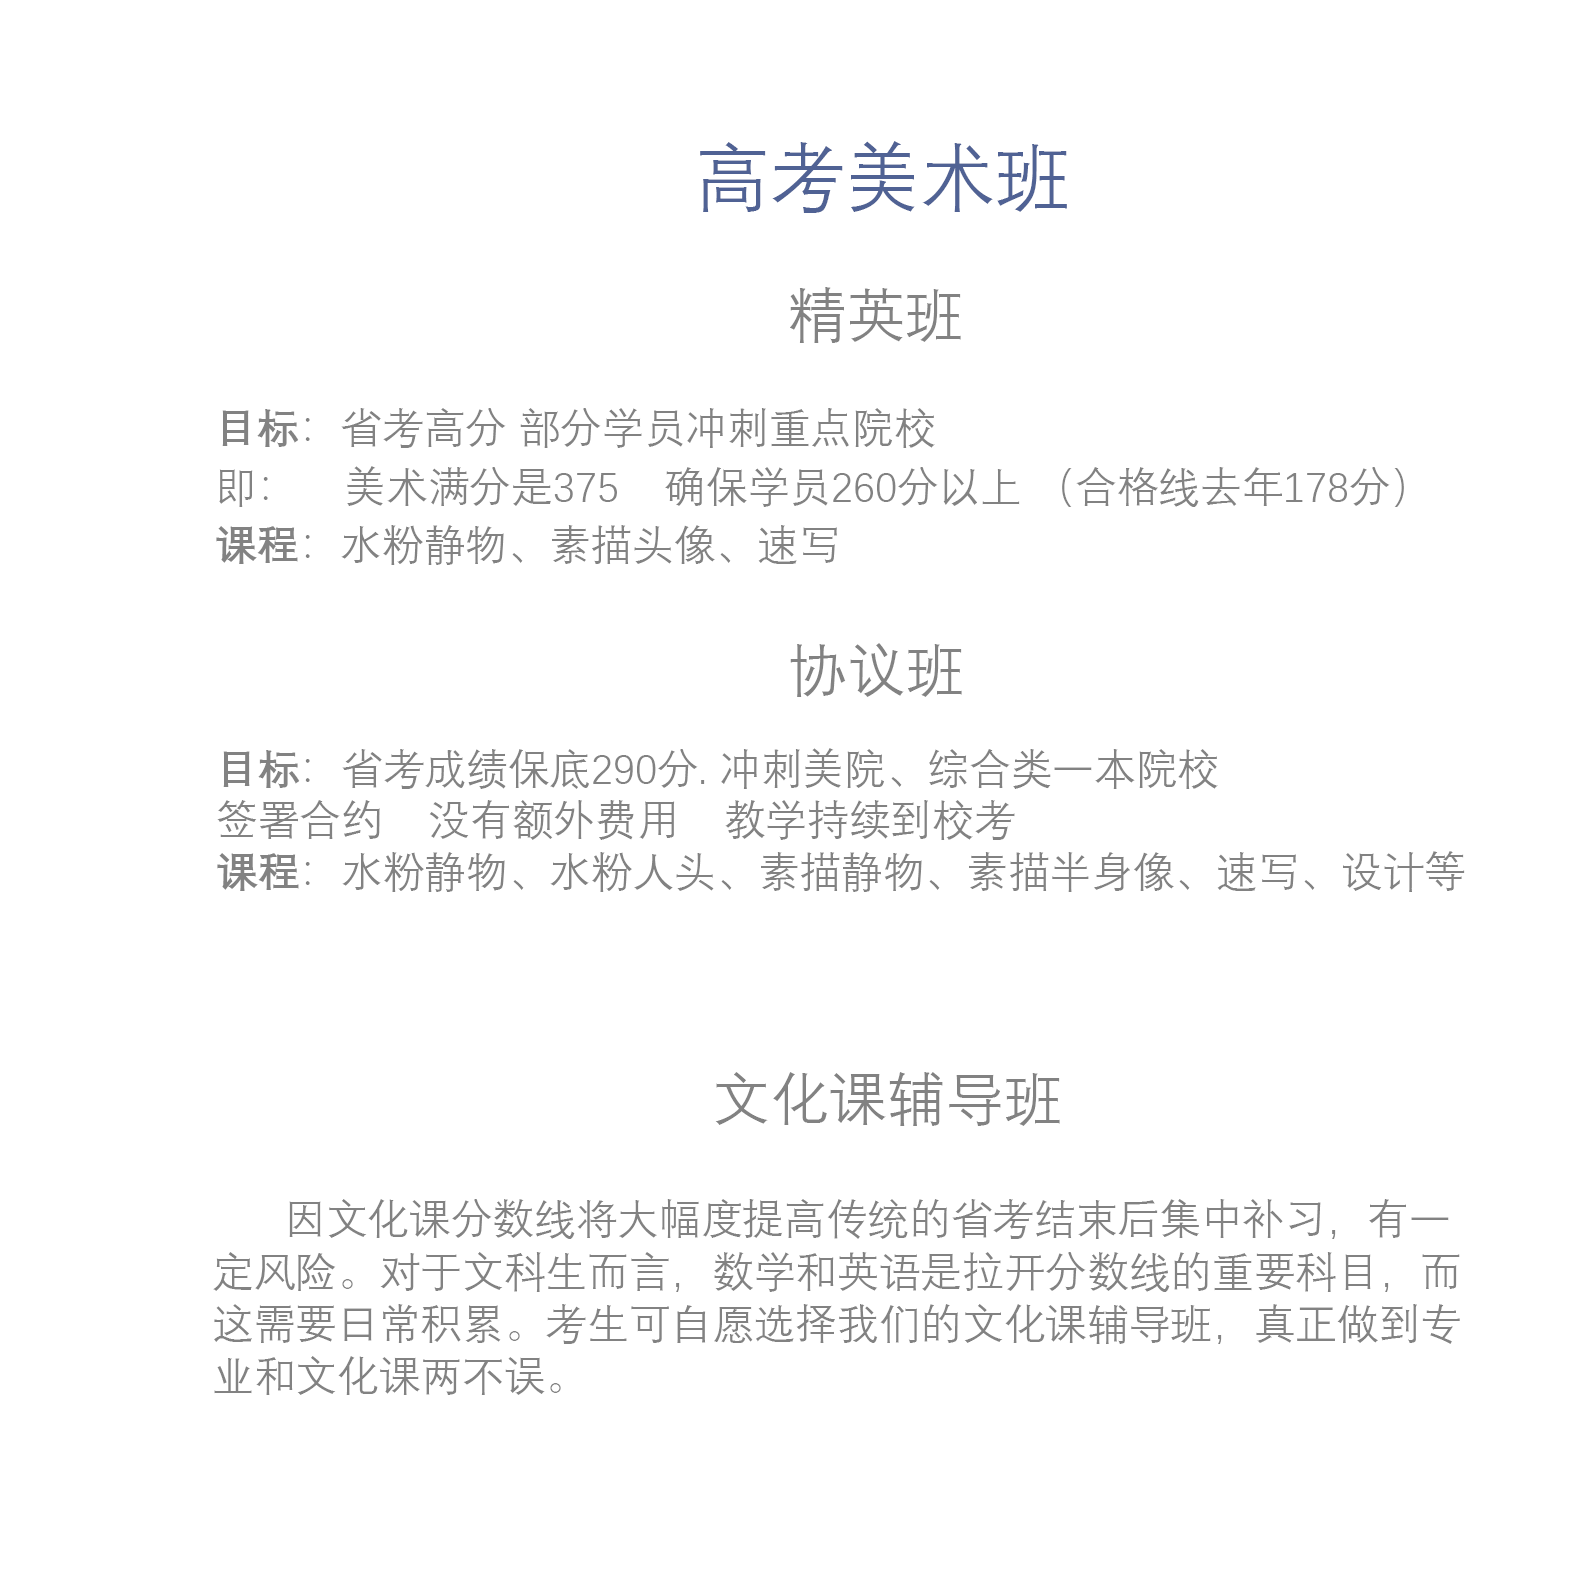 高考美术班
精英班
目标：省考高分 部分学员冲刺重点院校
即： 美术满分是375 确保学员260分以上 （合格线去年178分）
课程：水粉静物、素描头像、速写
协议班
目标：省考成绩保底290分. 冲刺美院、综合类一本院校
签署合约 没有额外费用 教学持续到校考
课程：水粉静物、水粉人头、素描静物、素描半身像、速写、设计等
文化课辅导班
因文化课分数线将大幅度提高传统的省考结束后集中补习，有一
定风险。对于文科生而言，数学和英语是拉开分数线的重要科目，而
这需要日常积累。考生可自愿选择我们的文化课辅导班，真正做到专
业和文化课两不误。